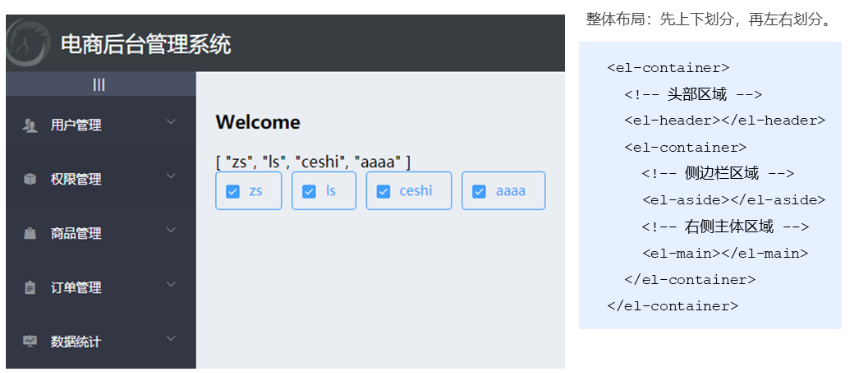 电商后台管理系统
|||
用户管理
权限管理
商品管理
订单管理
数据统计
Welcome
[ "zs", "ls", "ceshi", "aaaa" ]
zs ls ceshi aaaa
整体布局：先上下划分，再左右划分。
<el-container>
<!-- 头部区域 -->
<el-header></el-header>
<el-container>
<!-- 侧边栏区域 -->
<el-aside></el-aside>
<!-- 右侧主体区域 -->
<el-main></el-main>
</el-container>
</el-container>